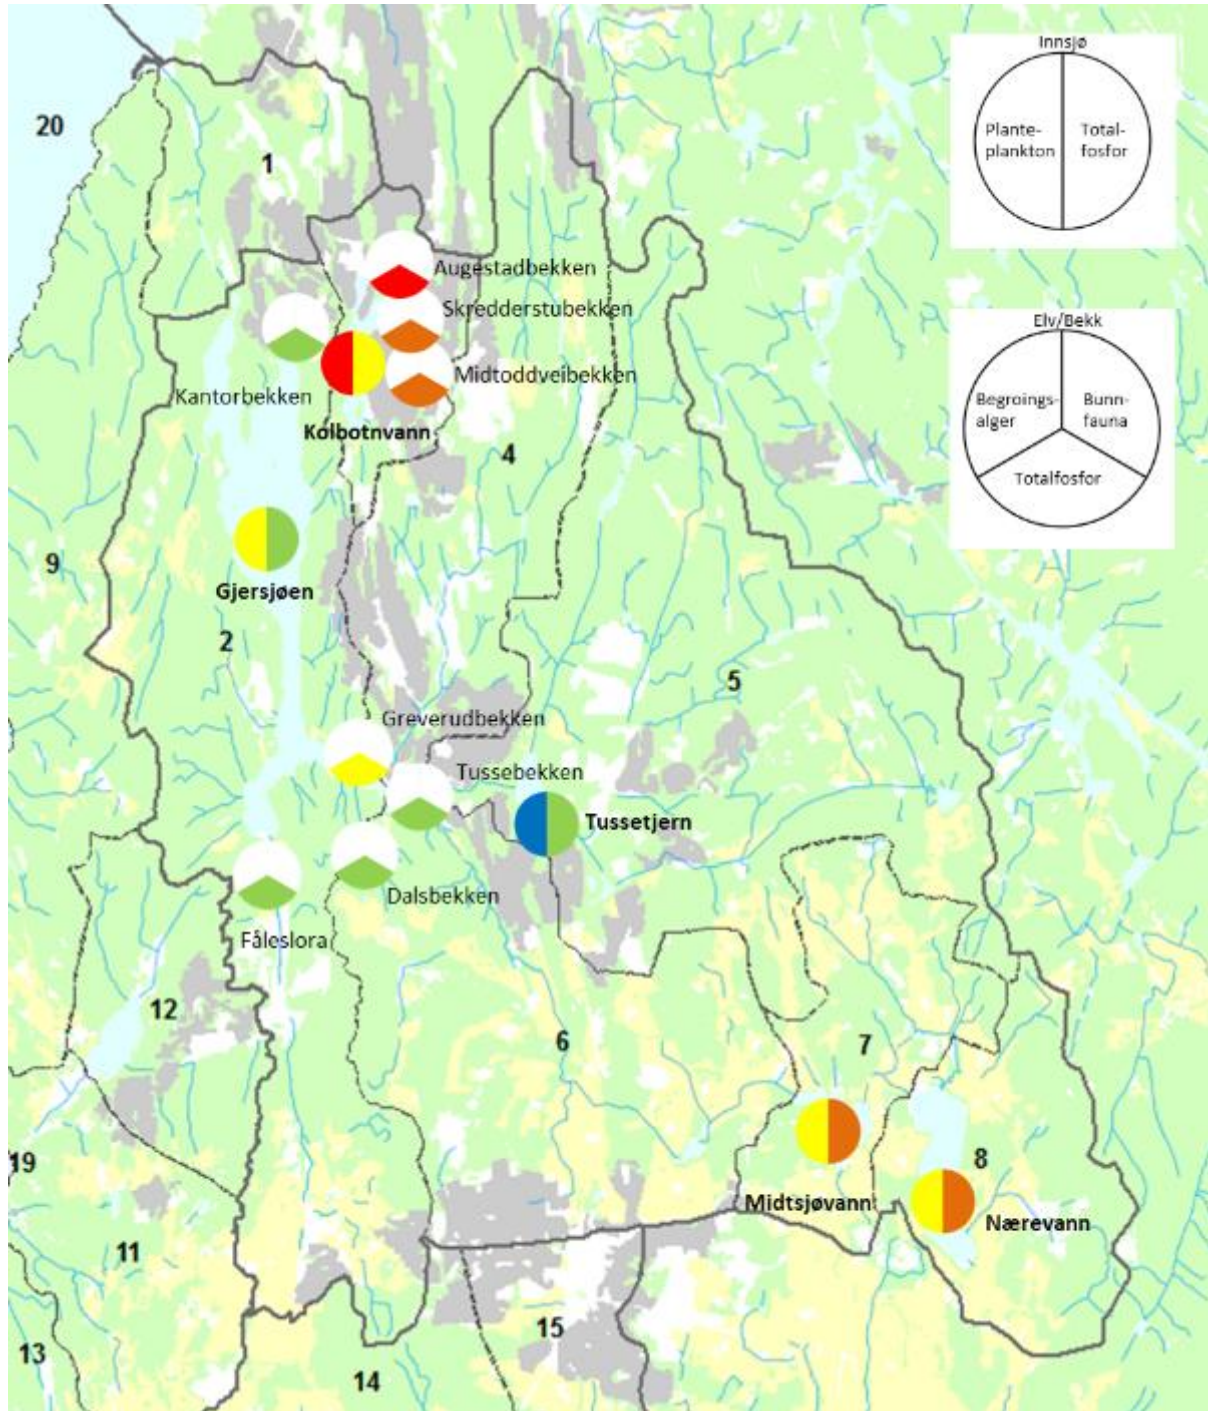 Innsjø
Plante-
plankton
Total-
fosfor
20
1
Augestadbekken
Skredderstubekken
Elv/Bekk
Midtoddveibekken
Kantorbekken
Begroings-
alger
Bunn-
fauna
Kolbotnvann
4
Totalfosfor
9
Gjersjøen
2
5
Greverudbekken
Tussebekken
Tussetjern
Dalsbekken
Fåleslora
12
6
7
19
8
Midtsjøvann
Nærevann
11
15
13
14